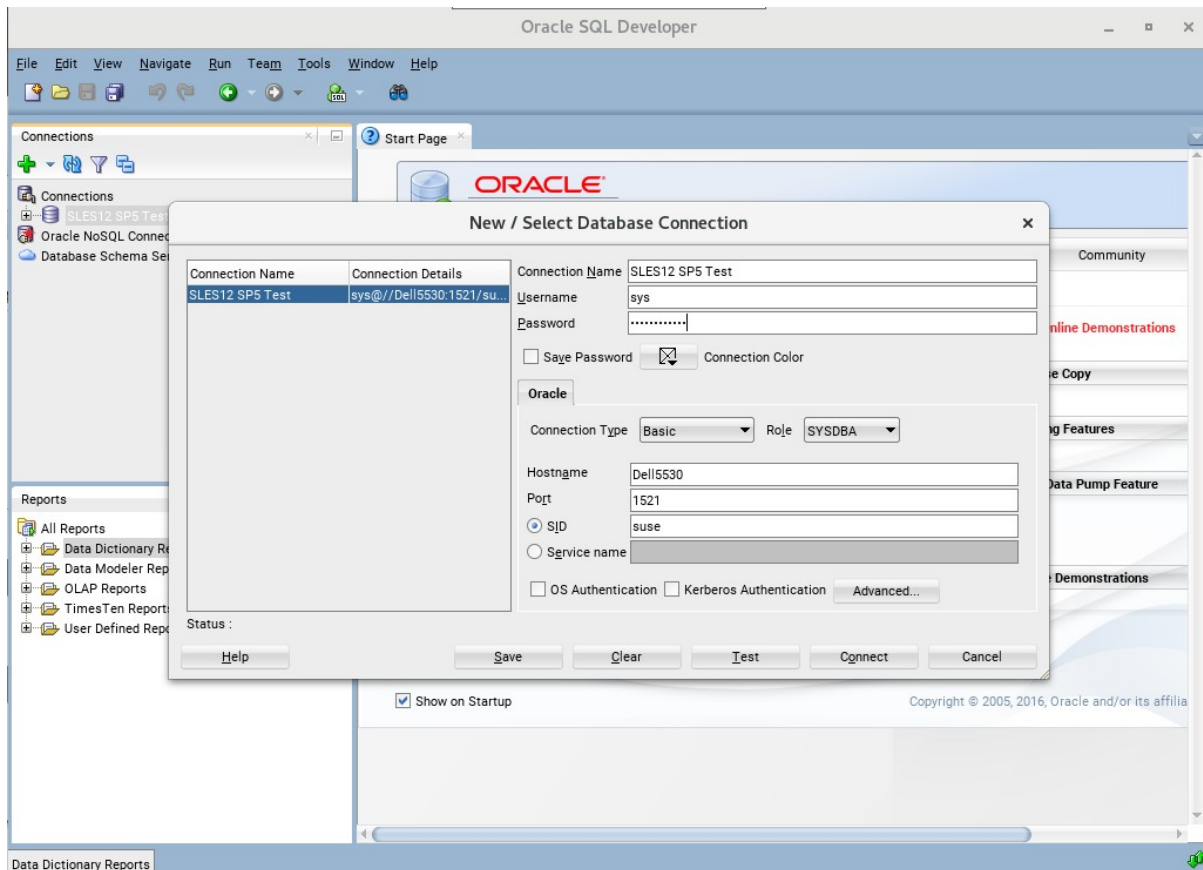 Oracle SQL Developer
File Edit View Navigate Run Team Tools Window Help
Connections
Start Page
Connections
SLES12 SP5 Test
Oracle NoSQL Connec
Database Schema Se
ORACLE
Community
nline Demonstrations
e Copy
ng Features
Data Pump Feature
Demonstrations
New / Select Database Connection
Connection Name Connection Details
SLES12 SP5 Test sys@//Dell5530:1521/su...
Connection Name SLES12 SP5 Test
Username sys
Password ............
Save Password Connection Color
Oracle
Connection Type Basic Role SYSDBA
Hostname Dell5530
Port 1521
SID suse
Service name
OS Authentication Kerberos Authentication Advanced...
Status :
Help Save Clear Test Connect Cancel
Reports
All Reports
Data Dictionary Re
Data Modeler Rep
OLAP Reports
TimesTen Reports
User Defined Repo
Show on Startup
Copyright © 2005, 2016, Oracle and/or its affilia
Data Dictionary Reports